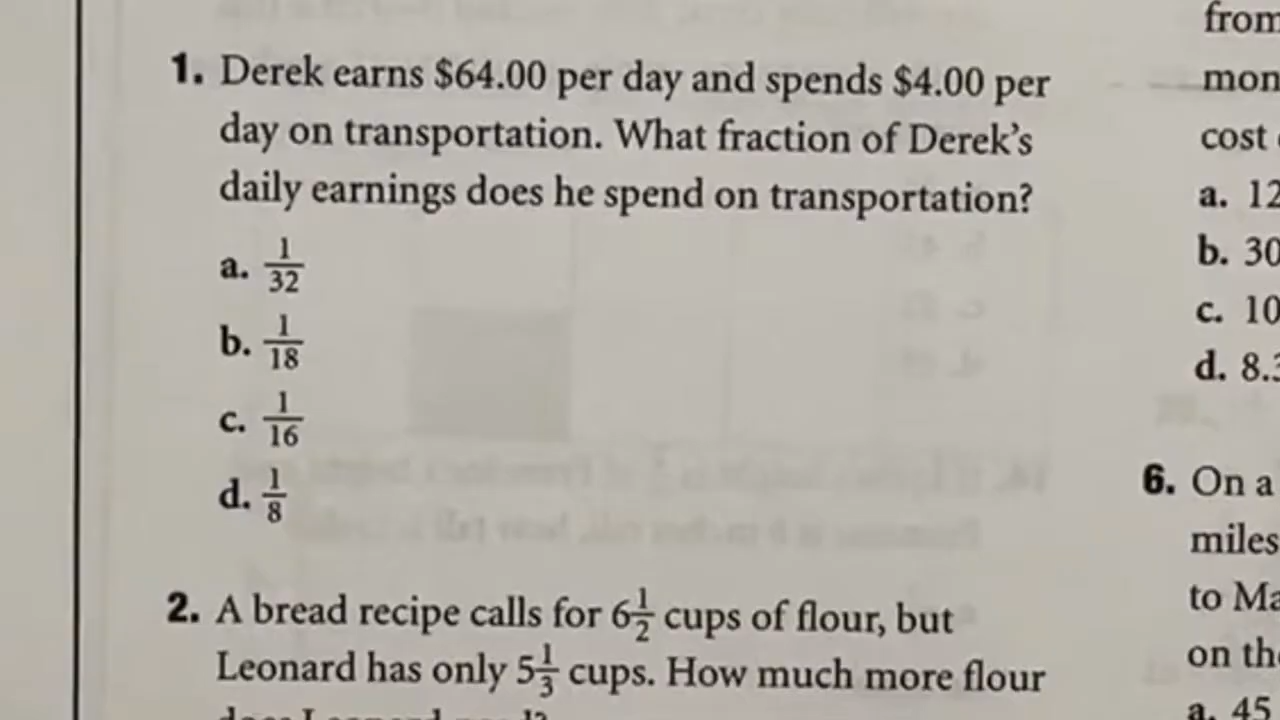 1. Derek earns $64.00 per day and spends $4.00 per
day on transportation. What fraction of Derek's
daily earnings does he spend on transportation?
a. 1/32
b. 1/18
c. 1/16
d. 1/8
2. A bread recipe calls for 6 1/2 cups of flour, but
Leonard has only 5 1/3 cups. How much more flour
from
mon
cost
a. 12
b. 30
c. 10
d. 8.3
6. On a
miles
to Ma
on the
a. 45